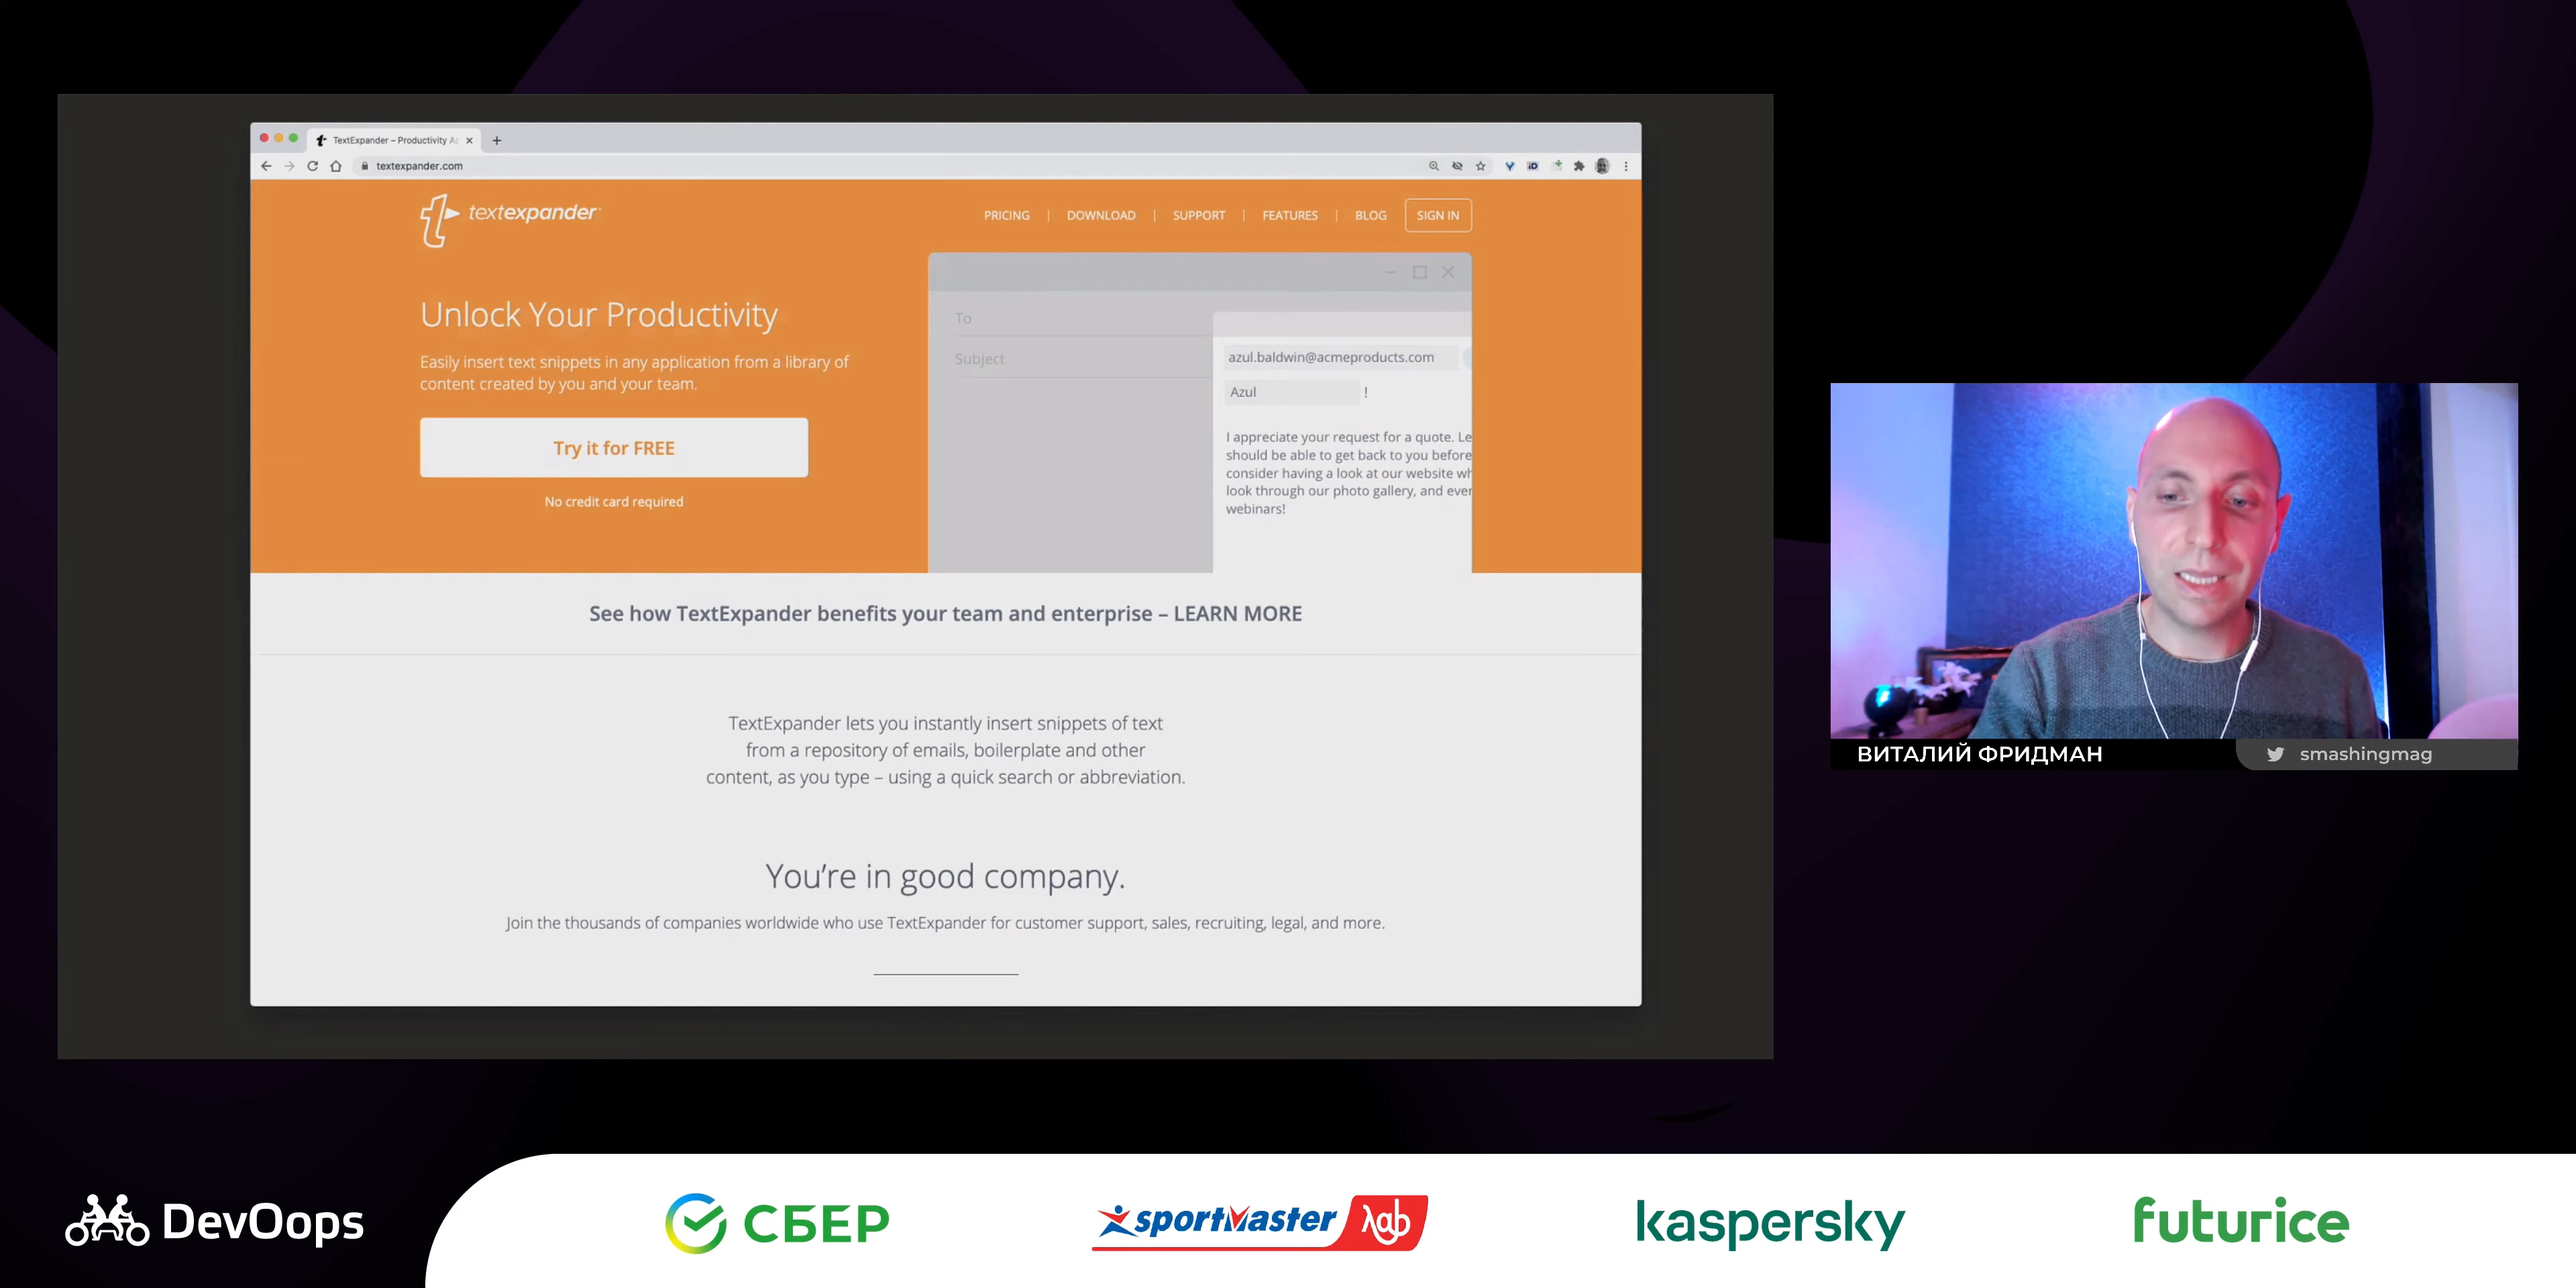 TextExpander – Productivity A
textexpander.com
textexpander
PRICING | DOWNLOAD | SUPPORT | FEATURES | BLOG SIGN IN
Unlock Your Productivity
Easily insert text snippets in any application from a library of
content created by you and your team.
Try it for FREE
No credit card required
To
Subject
azul.baldwin@acmeproducts.com
Azul !
I appreciate your request for a quote. Le
should be able to get back to you before
consider having a look at our website wh
look through our photo gallery, and ever
webinars!
See how TextExpander benefits your team and enterprise – LEARN MORE
TextExpander lets you instantly insert snippets of text
from a repository of emails, boilerplate and other
content, as you type – using a quick search or abbreviation.
You're in good company.
Join the thousands of companies worldwide who use TextExpander for customer support, sales, recruiting, legal, and more.
ВИТАЛИЙ ФРИДМАН
smashingmag
DevOops
СБЕР
sportmaster лаб
kaspersky
futurice